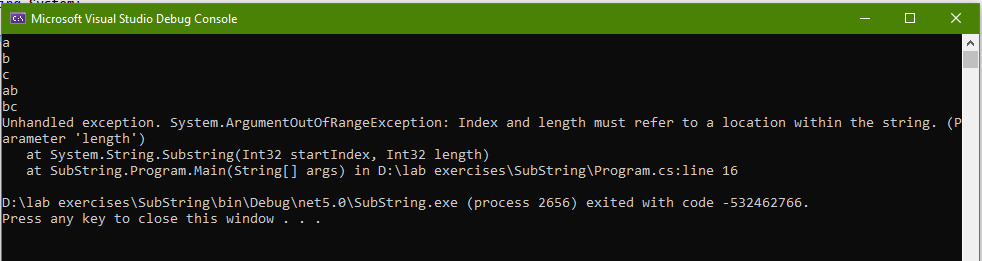 Microsoft Visual Studio Debug Console
a
b
c
ab
bc
Unhandled exception. System.ArgumentOutOfRangeException: Index and length must refer to a location within the string. (P
arameter 'length')
   at System.String.Substring(Int32 startIndex, Int32 length)
   at SubString.Program.Main(String[] args) in D:\lab exercises\SubString\Program.cs:line 16
D:\lab exercises\SubString\bin\Debug\net5.0\SubString.exe (process 2656) exited with code -532462766.
Press any key to close this window . . .